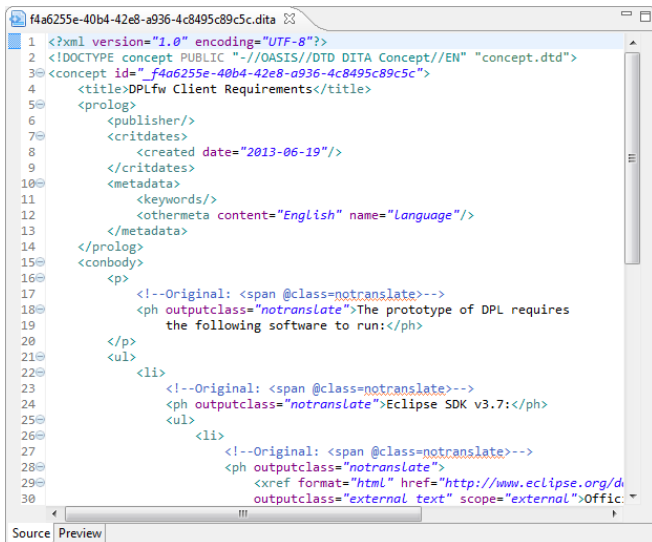 f4a6255e-40b4-42e8-a936-4c8495c89c5c.dita
1 <?xml version="1.0" encoding="UTF-8"?>
2 <!DOCTYPE concept PUBLIC "-//OASIS//DTD DITA Concept//EN" "concept.dtd">
3 <concept id="_f4a6255e-40b4-42e8-a936-4c8495c89c5c">
4 <title>DPLfw Client Requirements</title>
5 <prolog>
6 <publisher/>
7 <critdates>
8 <created date="2013-06-19"/>
9 </critdates>
10 <metadata>
11 <keywords/>
12 <othermeta content="English" name="language"/>
13 </metadata>
14 </prolog>
15 <conbody>
16 <p>
17 <!--Original: <span @class=notranslate>-->
18 <ph outputclass="notranslate">The prototype of DPL requires
19 the following software to run:</ph>
20 </p>
21 <ul>
22 <li>
23 <!--Original: <span @class=notranslate>-->
24 <ph outputclass="notranslate">Eclipse SDK v3.7:</ph>
25 <ul>
26 <li>
27 <!--Original: <span @class=notranslate>-->
28 <ph outputclass="notranslate">
29 <xref format="html" href="http://www.eclipse.org/d
30 outputclass="external text" scope="external">Offic
Source Preview